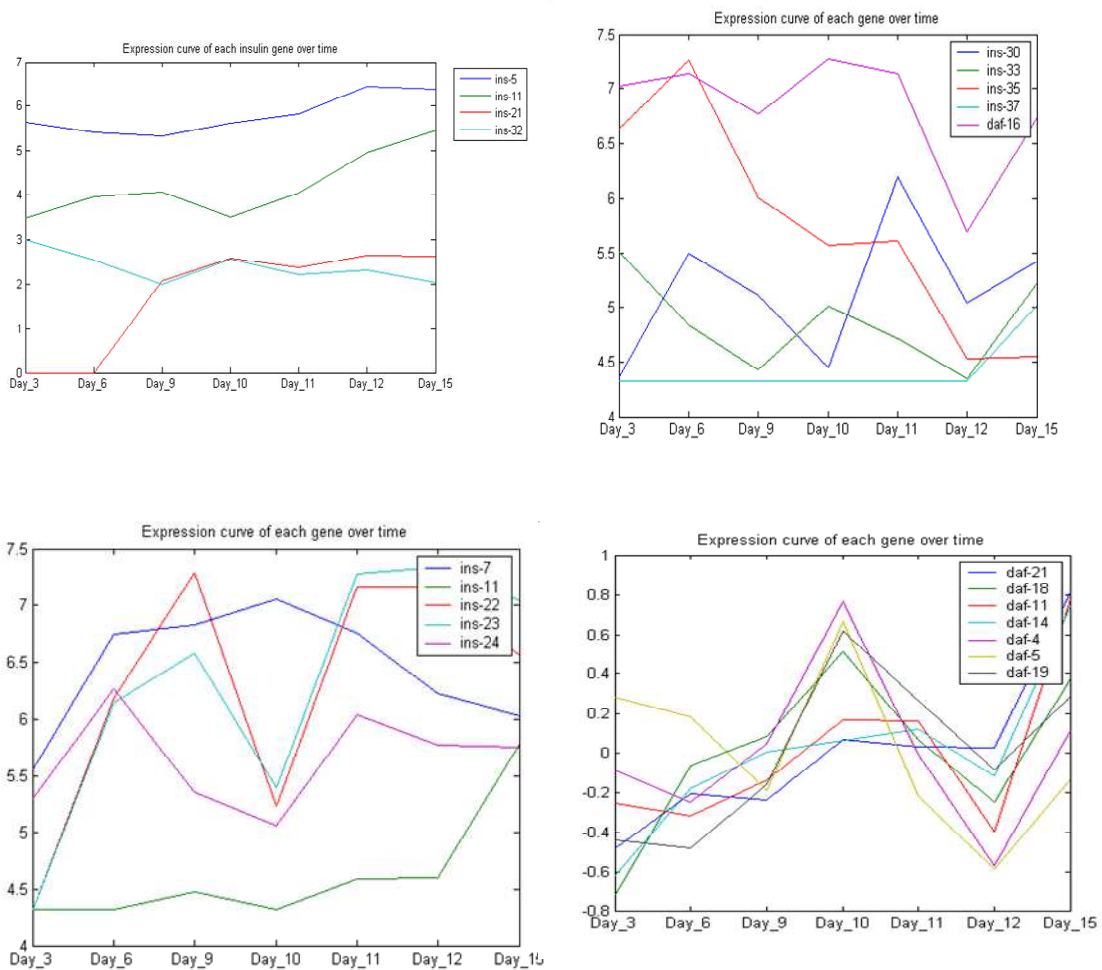 Expression curve of each insulin gene over time
7
6
5
4
3
2
1
0
Day_3 Day_6 Day_9 Day_10 Day_11 Day_12 Day_15
ins-5
ins-11
ins-21
ins-32
Expression curve of each gene over time
7.5
7
6.5
6
5.5
5
4.5
4
Day_3 Day_6 Day_9 Day_10 Day_11 Day_12 Day_15
ins-30
ins-33
ins-35
ins-37
daf-16
Expression curve of each gene over time
7.5
7
6.5
6
5.5
5
4.5
4
Day_3 Day_6 Day_9 Day_10 Day_11 Day_12 Day_15
ins-7
ins-11
ins-22
ins-23
ins-24
Expression curve of each gene over time
1
0.8
0.6
0.4
0.2
0
-0.2
-0.4
-0.6
-0.8
Day_3 Day_6 Day_9 Day_10 Day_11 Day_12 Day_15
daf-21
daf-18
daf-11
daf-14
daf-4
daf-5
daf-19